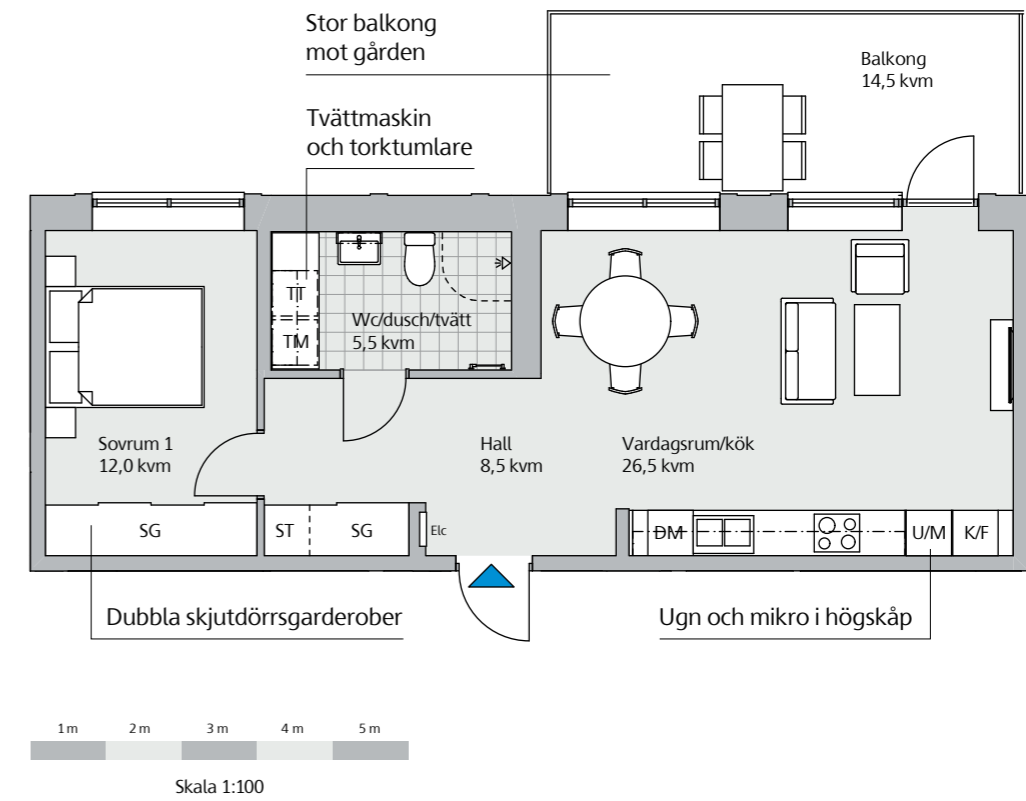 Stor balkong
mot gården
Balkong
14,5 kvm
Tvättmaskin
och torktumlare
TT
TM
Wc/dusch/tvätt
5,5 kvm
Sovrum 1
12,0 kvm
Hall
8,5 kvm
Vardagsrum/kök
26,5 kvm
SG
ST
SG
Elc
DM
U/M
K/F
Dubbla skjutdörrsgarderober
Ugn och mikro i högskåp
1 m 2 m 3 m 4 m 5 m
Skala 1:100